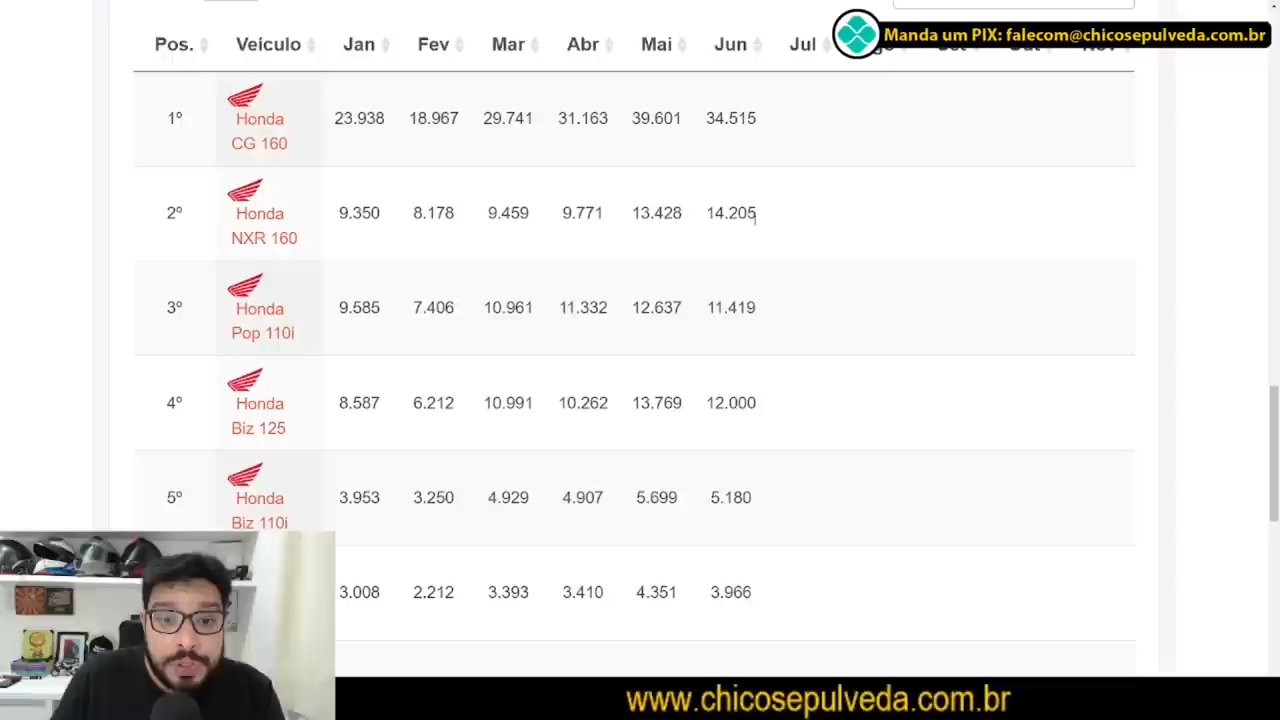 Manda um PIX: falecom@chicosepulveda.com.br
Pos. Veículo Jan Fev Mar Abr Mai Jun Jul
1º Honda CG 160 23.938 18.967 29.741 31.163 39.601 34.515
2º Honda NXR 160 9.350 8.178 9.459 9.771 13.428 14.205
3º Honda Pop 110i 9.585 7.406 10.961 11.332 12.637 11.419
4º Honda Biz 125 8.587 6.212 10.991 10.262 13.769 12.000
5º Honda Biz 110i 3.953 3.250 4.929 4.907 5.699 5.180
3.008 2.212 3.393 3.410 4.351 3.966
www.chicosepulveda.com.br